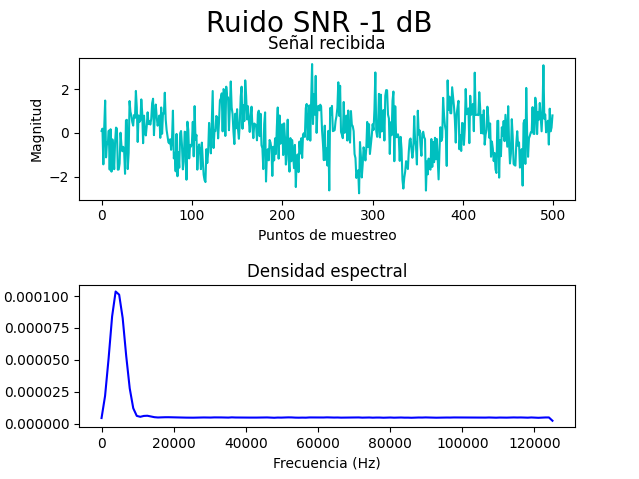 Ruido SNR -1 dB
Señal recibida
Magnitud
2
0
−2
0 100 200 300 400 500
Puntos de muestreo
Densidad espectral
0.000100
0.000075
0.000050
0.000025
0.000000
0 20000 40000 60000 80000 100000 120000
Frecuencia (Hz)